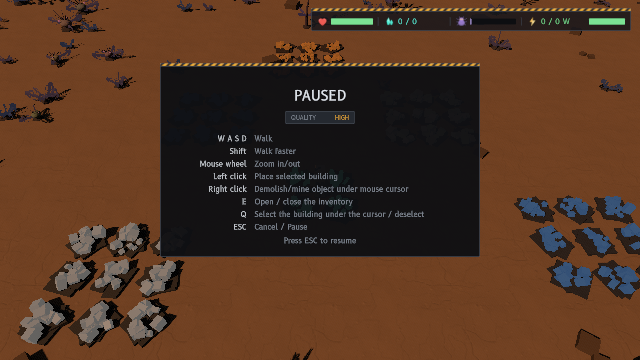 0 / 0
0 / 0 W
PAUSED
QUALITY HIGH
W A S D Walk
Shift Walk faster
Mouse wheel Zoom in/out
Left click Place selected building
Right click Demolish/mine object under mouse cursor
E Open / close the inventory
Q Select the building under the cursor / deselect
ESC Cancel / Pause
Press ESC to resume